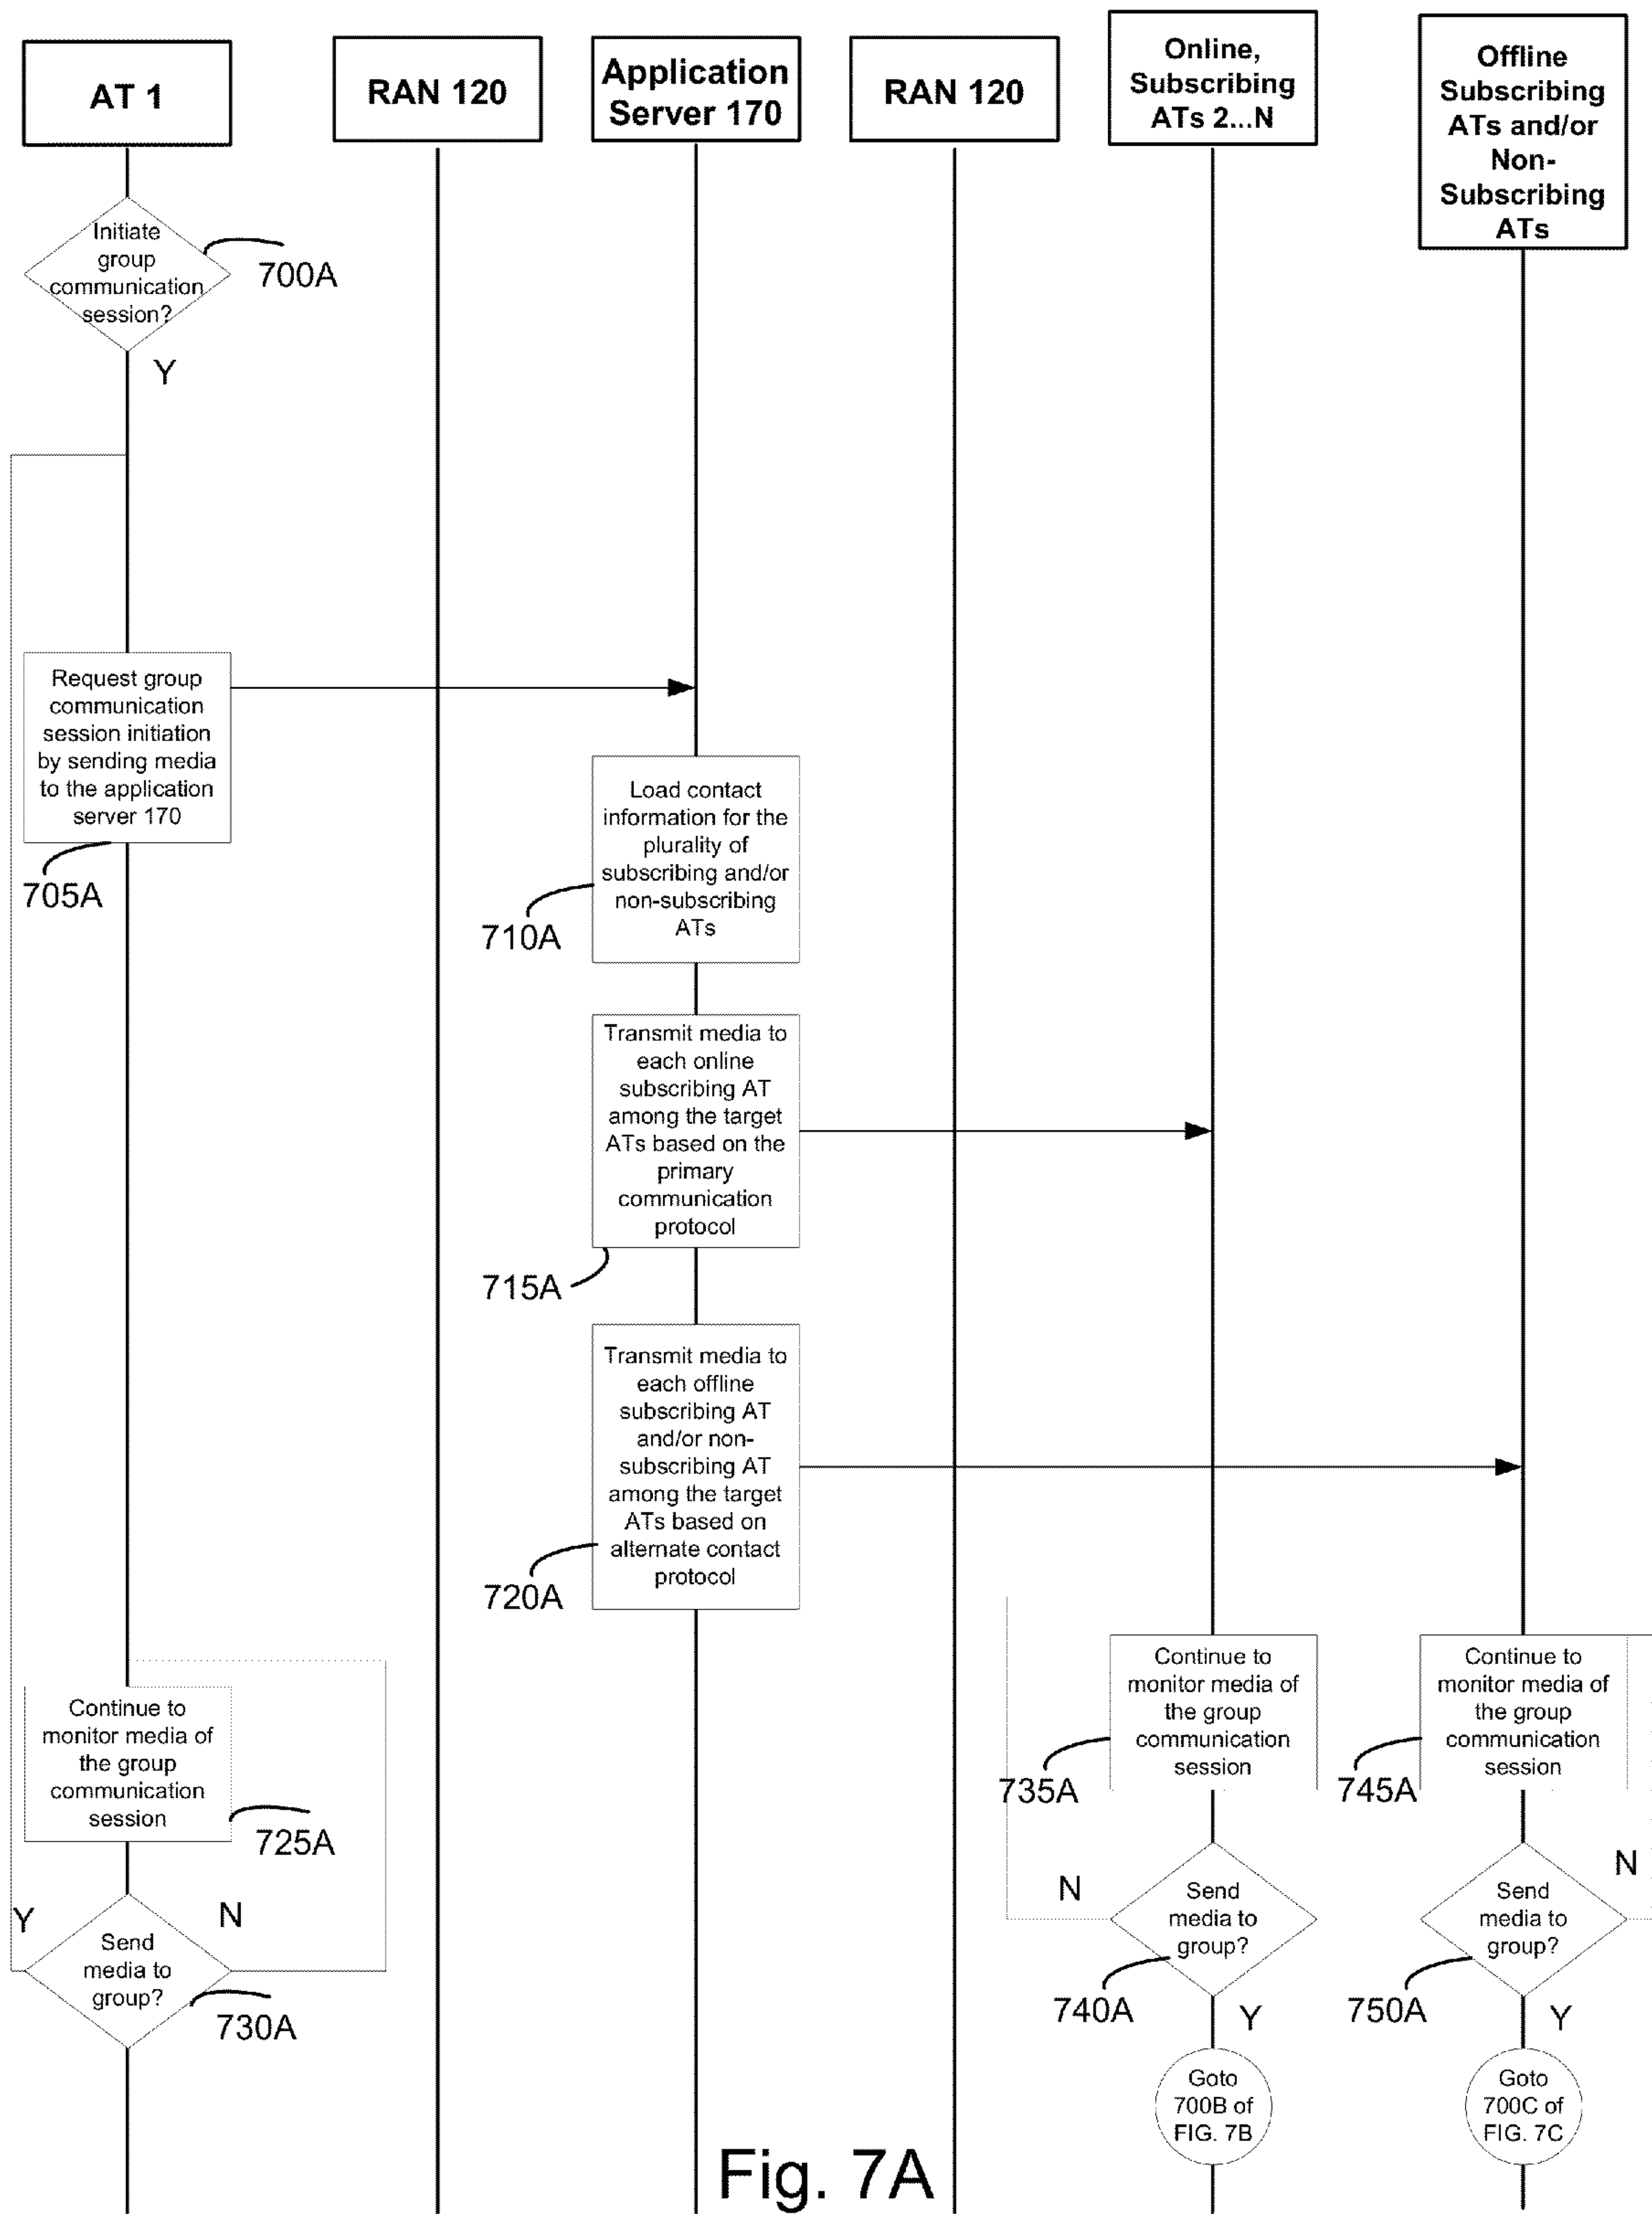 AT 1
RAN 120
Application
Server 170
RAN 120
Online,
Subscribing
ATs 2...N
Offline
Subscribing
ATs and/or
Non-
Subscribing
ATs
Initiate
group
communication
session?
700A
Y
Request group
communication
session initiation
by sending media
to the application
server 170
705A
Load contact
information for the
plurality of
subscribing and/or
non-subscribing
ATs
710A
Transmit media to
each online
subscribing AT
among the target
ATs based on the
primary
communication
protocol
715A
Transmit media to
each offline
subscribing AT
and/or non-
subscribing AT
among the target
ATs based on
alternate contact
protocol
720A
Continue to
monitor media of
the group
communication
session
725A
Y
N
Send
media to
group?
730A
Continue to
monitor media of
the group
communication
session
735A
N
Send
media to
group?
740A
Y
Goto
700B of
FIG. 7B
Continue to
monitor media of
the group
communication
session
745A
N
Send
media to
group?
750A
Y
Goto
700C of
FIG. 7C
Fig. 7A